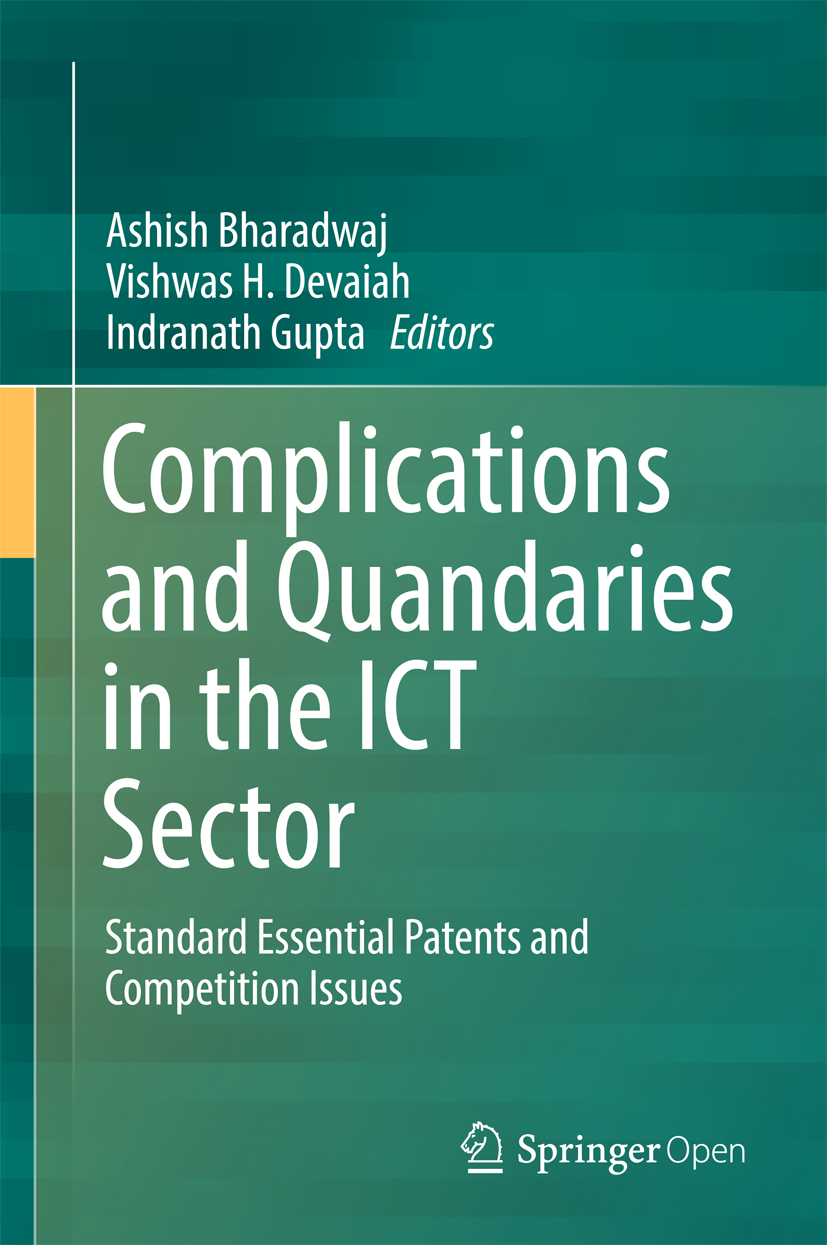 Ashish Bharadwaj
Vishwas H. Devaiah
Indranath Gupta Editors
Complications
and Quandaries
in the ICT
Sector
Standard Essential Patents and
Competition Issues
Springer Open